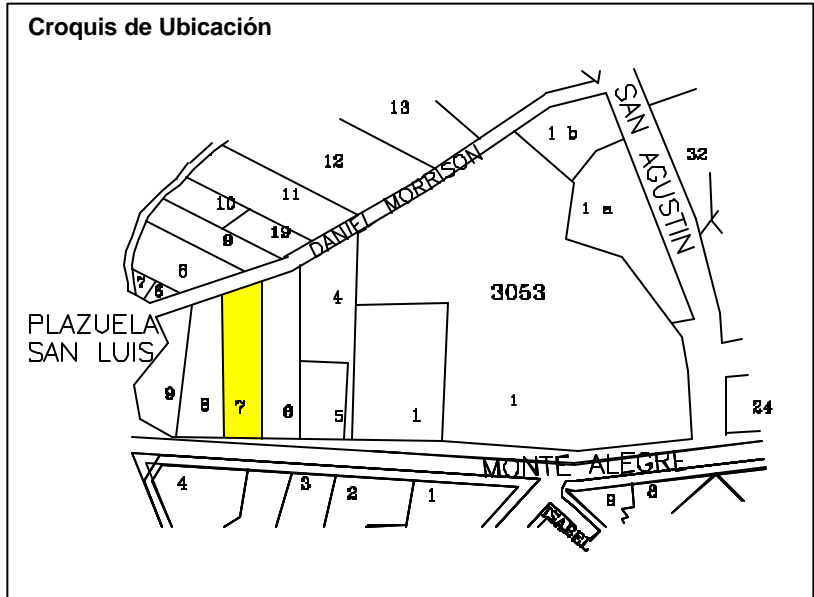 Croquis de Ubicación
13
1 b
SAN AGUSTIN
32
12
DANIEL MORRISON
11
10
1 a
19
9
8
7
6
3053
4
PLAZUELA
SAN LUIS
9
8
7
6
5
1
1
24
MONTE ALEGRE
4
3
2
1
9
8
ISABEL